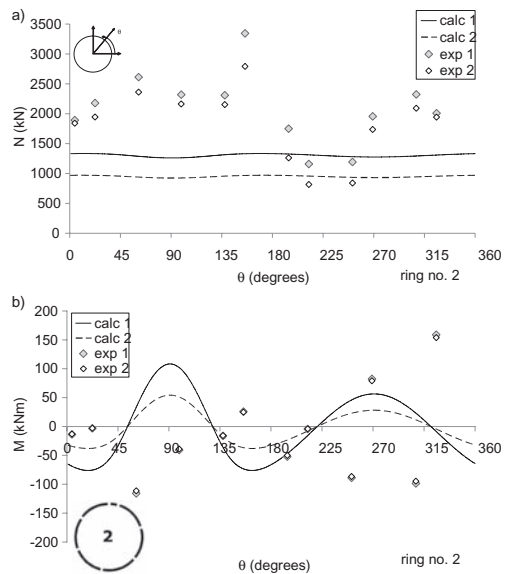 a)
3500
3000
2500
2000
1500
1000
500
0
N (kN)
θ
calc 1
calc 2
exp 1
exp 2
0 45 90 135 180 225 270 315 360
θ (degrees)
ring no. 2
b)
200
150
100
50
0
-50
-100
-150
-200
M (kNm)
calc 1
calc 2
exp 1
exp 2
0 45 90 135 180 225 270 315 360
2
θ (degrees)
ring no. 2